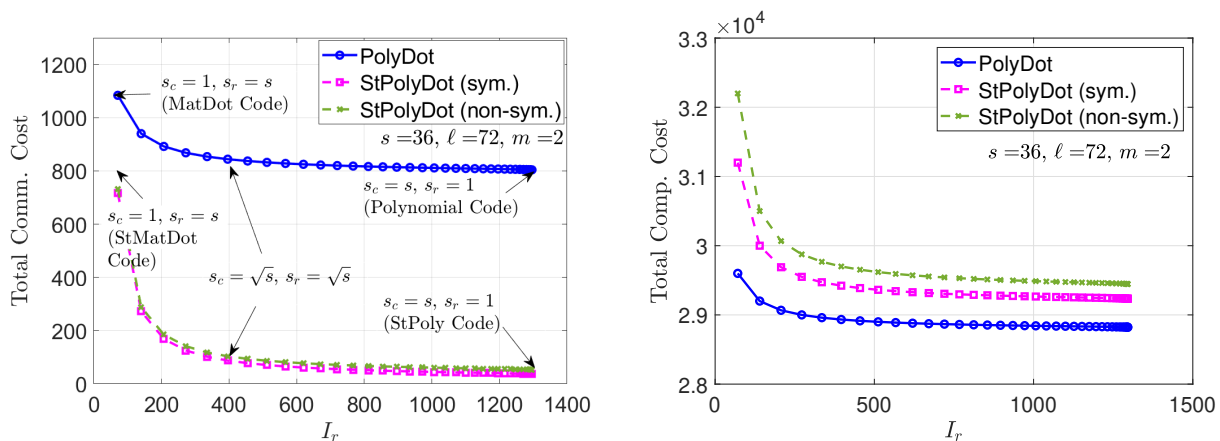 1200
1000
800
600
400
200
0
Total Comm. Cost
0
200
400
600
800
1000
1200
1400
I_r
PolyDot
StPolyDot (sym.)
StPolyDot (non-sym.)
s =36, ℓ =72, m =2
s_c = 1, s_r = s
(MatDot Code)
s_c = s, s_r = 1
(Polynomial Code)
s_c = 1, s_r = s
(StMatDot
Code)
s_c = √s, s_r = √s
s_c = s, s_r = 1
(StPoly Code)
×10⁴
3.3
3.2
3.1
3
2.9
2.8
Total Comp. Cost
0
500
1000
1500
I_r
PolyDot
StPolyDot (sym.)
StPolyDot (non-sym.)
s =36, ℓ =72, m =2